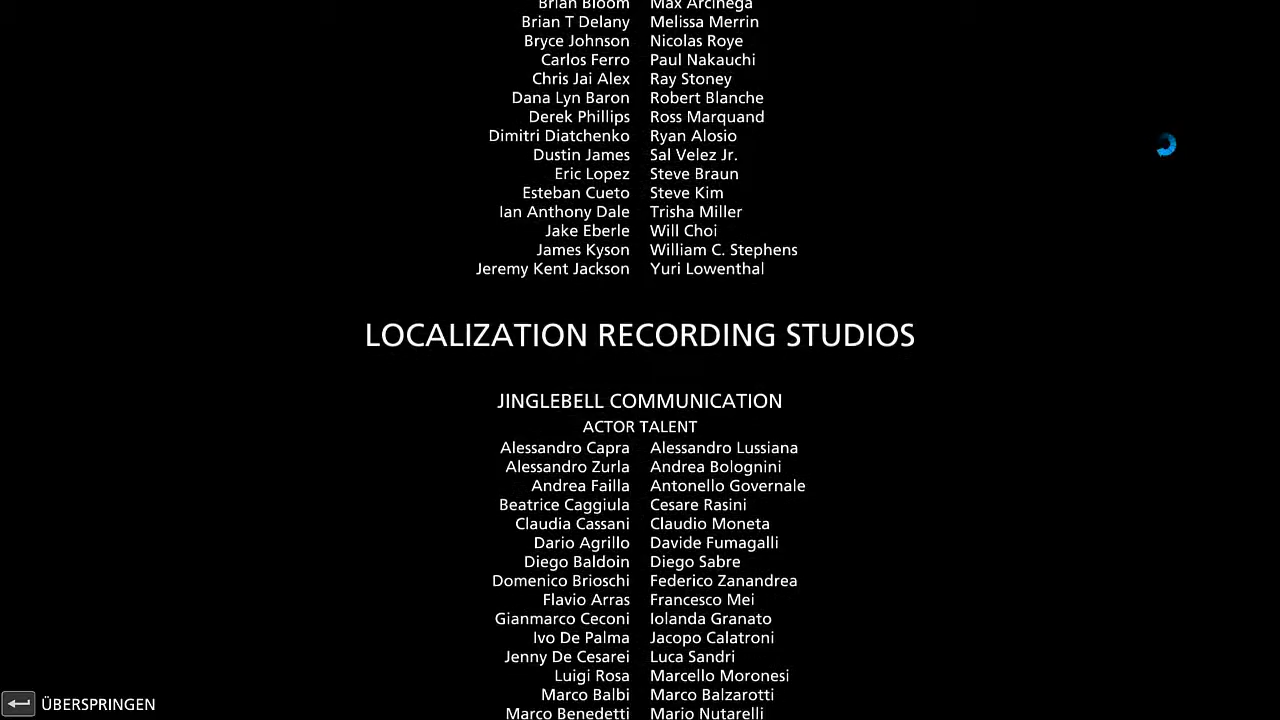 Brian Bloom Max Arcinega
Brian T Delany Melissa Merrin
Bryce Johnson Nicolas Roye
Carlos Ferro Paul Nakauchi
Chris Jai Alex Ray Stoney
Dana Lyn Baron Robert Blanche
Derek Phillips Ross Marquand
Dimitri Diatchenko Ryan Alosio
Dustin James Sal Velez Jr.
Eric Lopez Steve Braun
Esteban Cueto Steve Kim
Ian Anthony Dale Trisha Miller
Jake Eberle Will Choi
James Kyson William C. Stephens
Jeremy Kent Jackson Yuri Lowenthal
LOCALIZATION RECORDING STUDIOS
JINGLEBELL COMMUNICATION
ACTOR TALENT
Alessandro Capra Alessandro Lussiana
Alessandro Zurla Andrea Bolognini
Andrea Failla Antonello Governale
Beatrice Caggiula Cesare Rasini
Claudia Cassani Claudio Moneta
Dario Agrillo Davide Fumagalli
Diego Baldoin Diego Sabre
Domenico Brioschi Federico Zanandrea
Flavio Arras Francesco Mei
Gianmarco Ceconi Iolanda Granato
Ivo De Palma Jacopo Calatroni
Jenny De Cesarei Luca Sandri
Luigi Rosa Marcello Moronesi
Marco Balbi Marco Balzarotti
Marco Benedetti Mario Nutarelli
ÜBERSPRINGEN